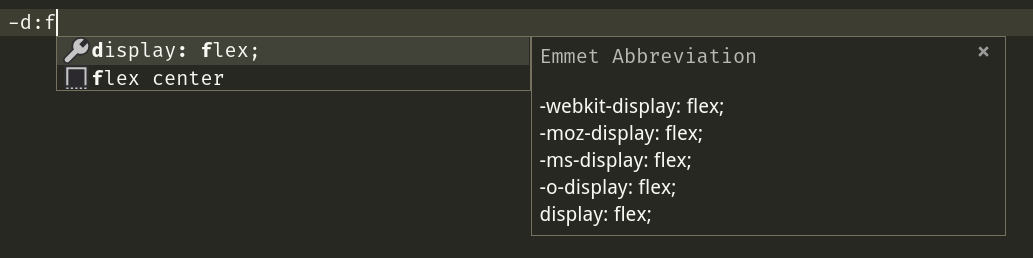 -d:f
display: flex;
flex center
Emmet Abbreviation ×
-webkit-display: flex;
-moz-display: flex;
-ms-display: flex;
-o-display: flex;
display: flex;